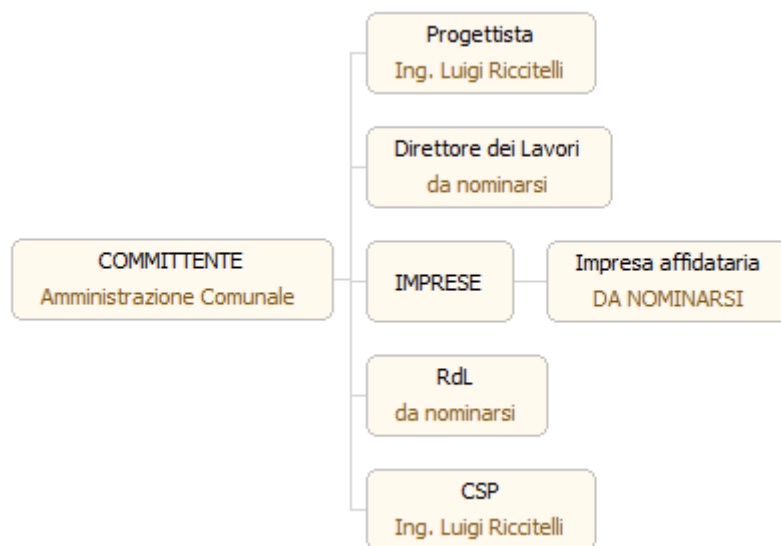 Progettista
Ing. Luigi Riccitelli
Direttore dei Lavori
da nominarsi
COMMITTENTE
Amministrazione Comunale
IMPRESE
Impresa affidataria
DA NOMINARSI
RdL
da nominarsi
CSP
Ing. Luigi Riccitelli